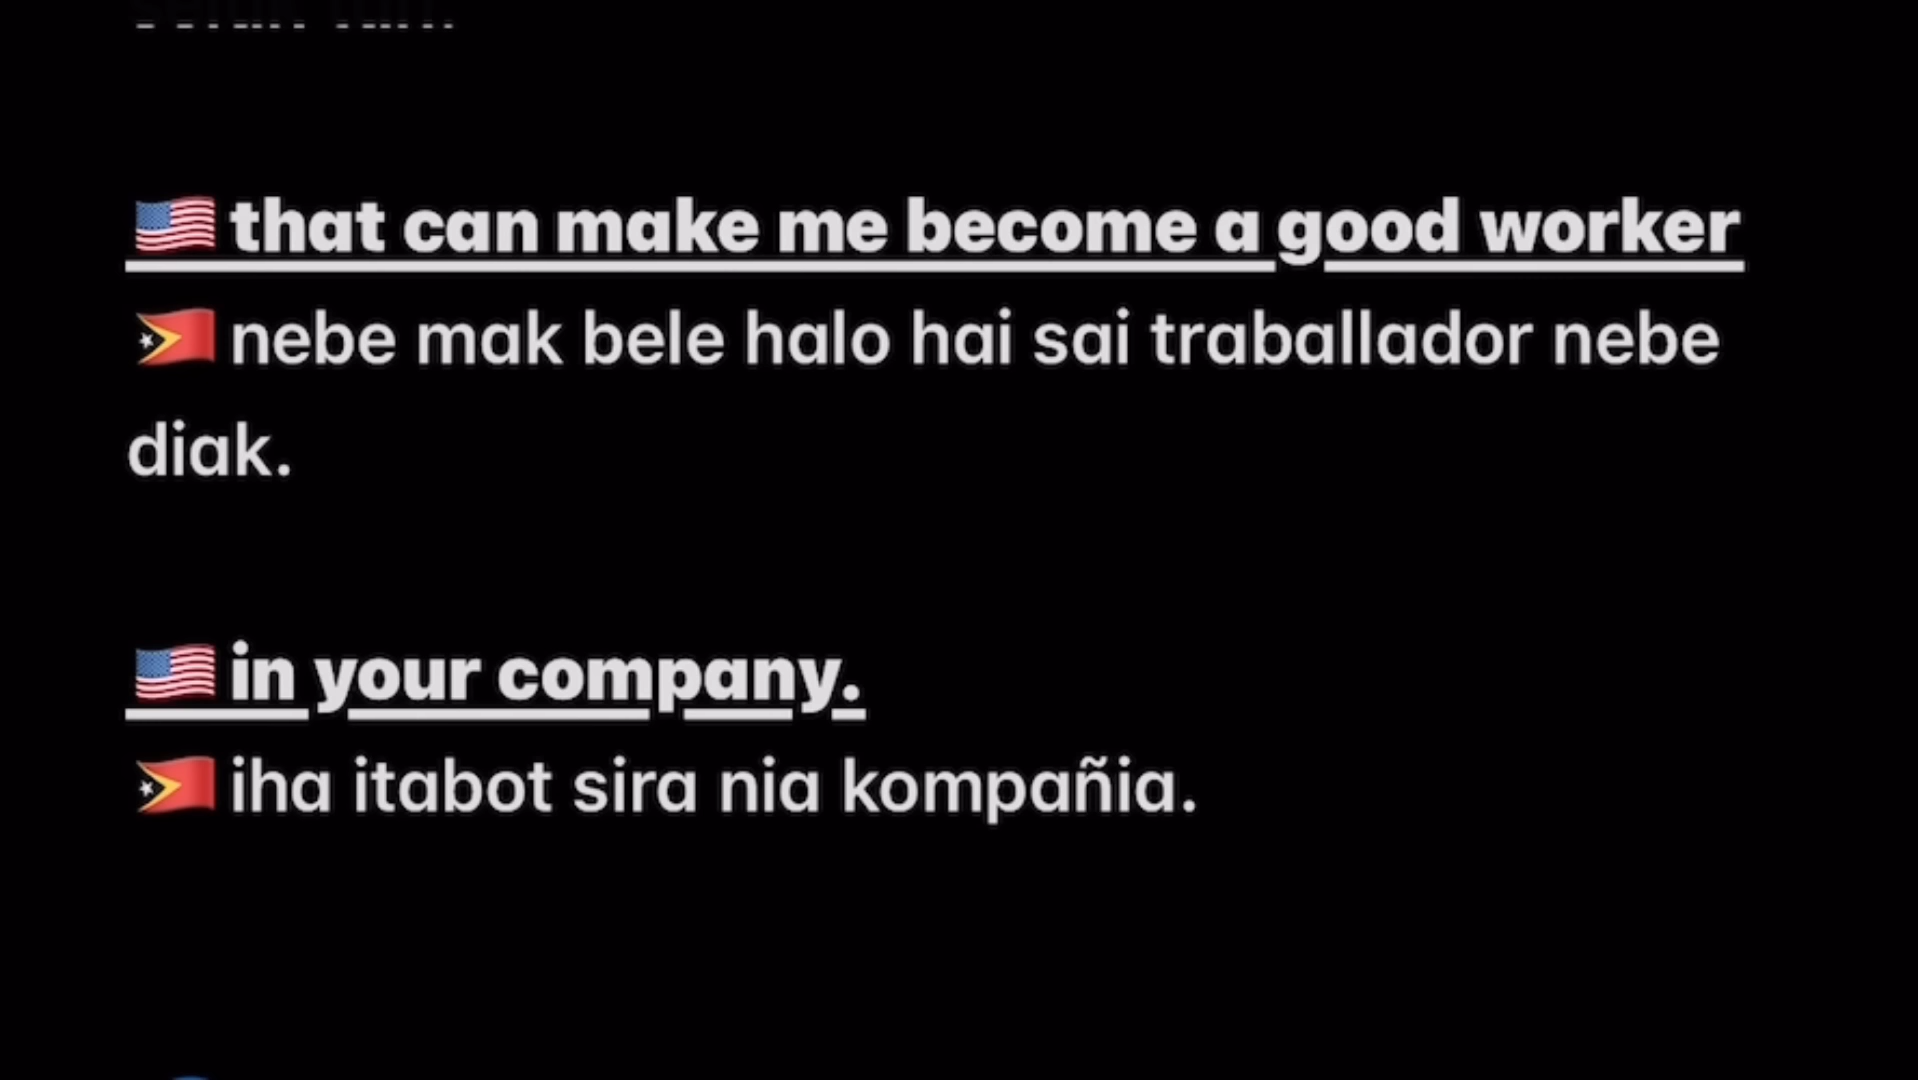 🇺🇸 that can make me become a good worker
🇹🇱 nebe mak bele halo hai sai traballador nebe
diak.
🇺🇸 in your company.
🇹🇱 iha itabot sira nia kompañia.